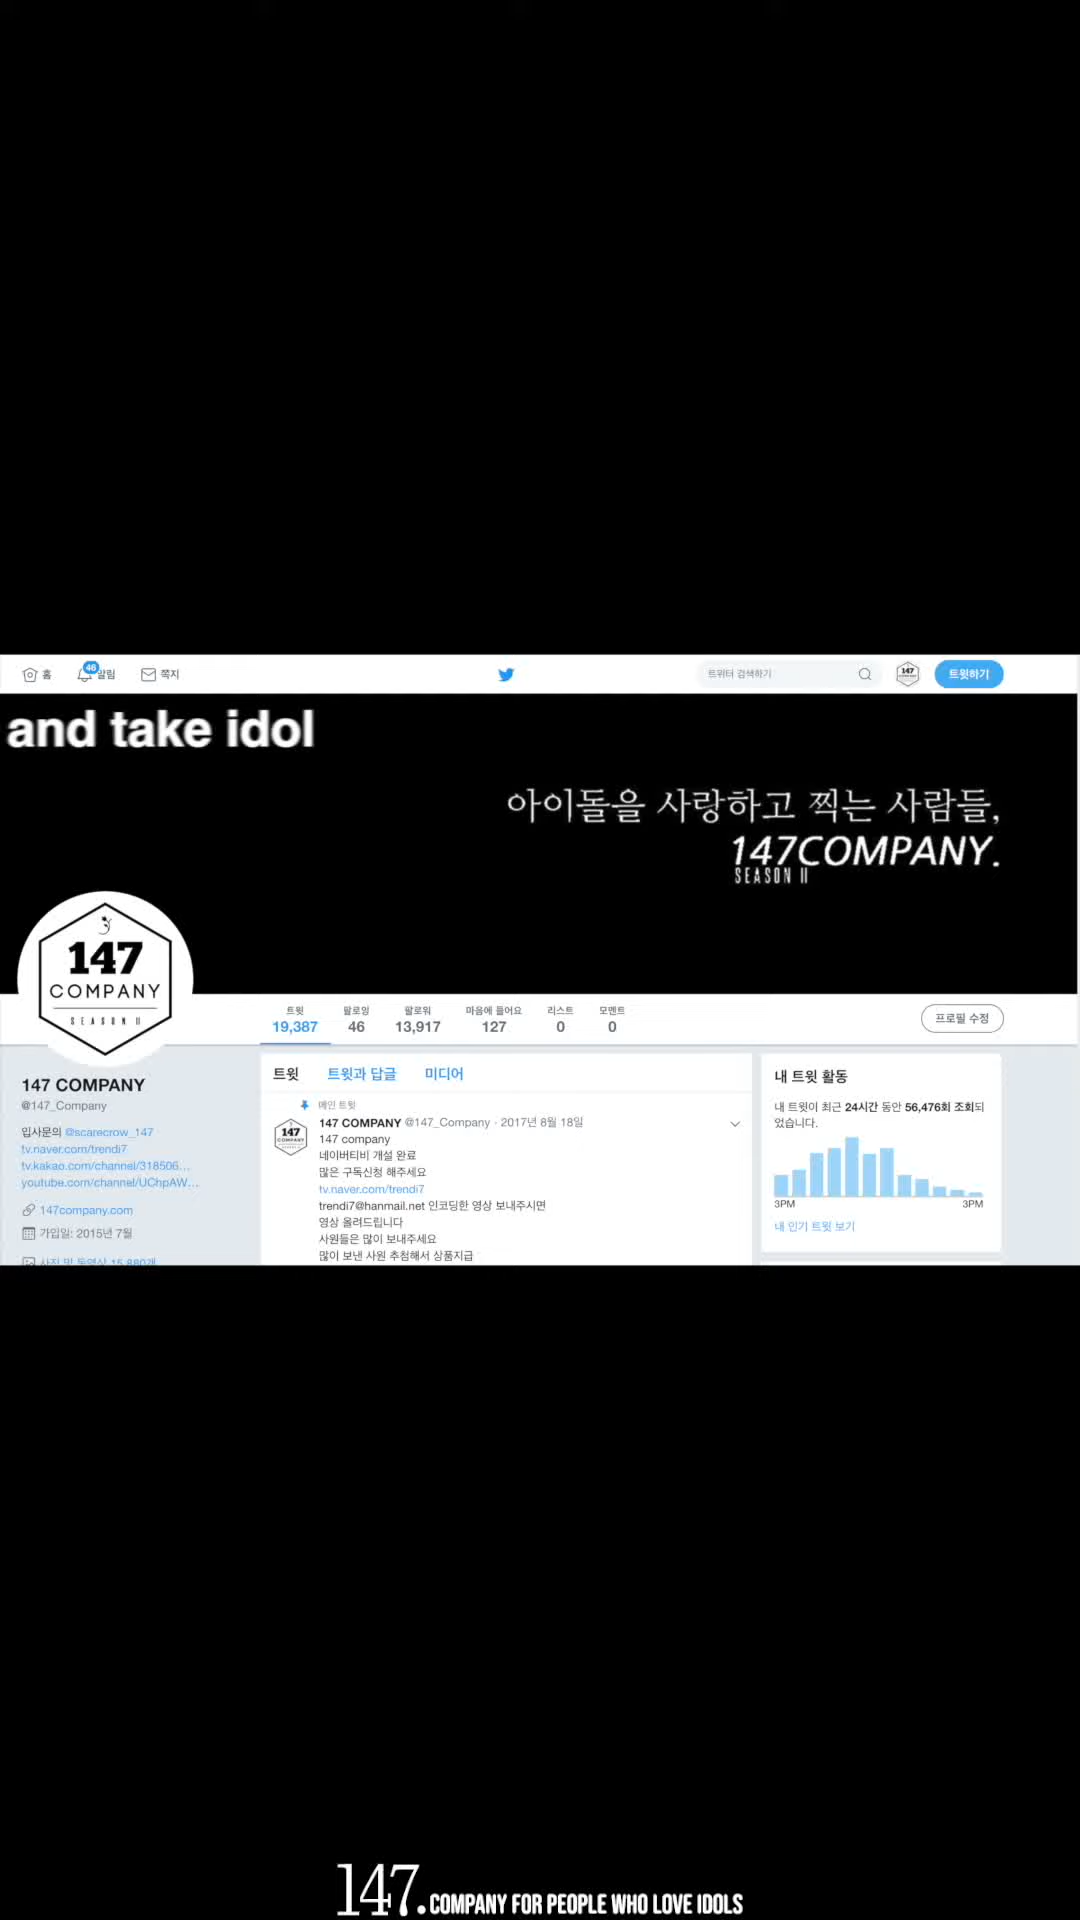 홈
46
알림
쪽지
트위터 검색하기
147
트윗하기
and take idol
아이돌을 사랑하고 찍는 사람들,
147COMPANY.
SEASON II
147
COMPANY
SEASON II
트윗 팔로잉 팔로워 마음에 들어요 리스트 모멘트
19,387 46 13,917 127 0 0
프로필 수정
147 COMPANY
@147_Company
입사문의 @scarecrow_147
tv.naver.com/trendi7
tv.kakao.com/channel/318506...
youtube.com/channel/UChpAW...
147company.com
가입일: 2015년 7월
사진 및 동영상 15,880개
트윗 트윗과 답글 미디어
메인 트윗
147
COMPANY
147 COMPANY @147_Company · 2017년 8월 18일
147 company
네이버티비 개설 완료
많은 구독신청 해주세요
tv.naver.com/trendi7
trendi7@hanmail.net 인코딩한 영상 보내주시면
영상 올려드립니다
사원들은 많이 보내주세요
많이 보낸 사원 추첨해서 상품지급
내 트윗 활동
내 트윗이 최근 24시간 동안 56,476회 조회되
었습니다.
3PM 3PM
내 인기 트윗 보기
147. COMPANY FOR PEOPLE WHO LOVE IDOLS